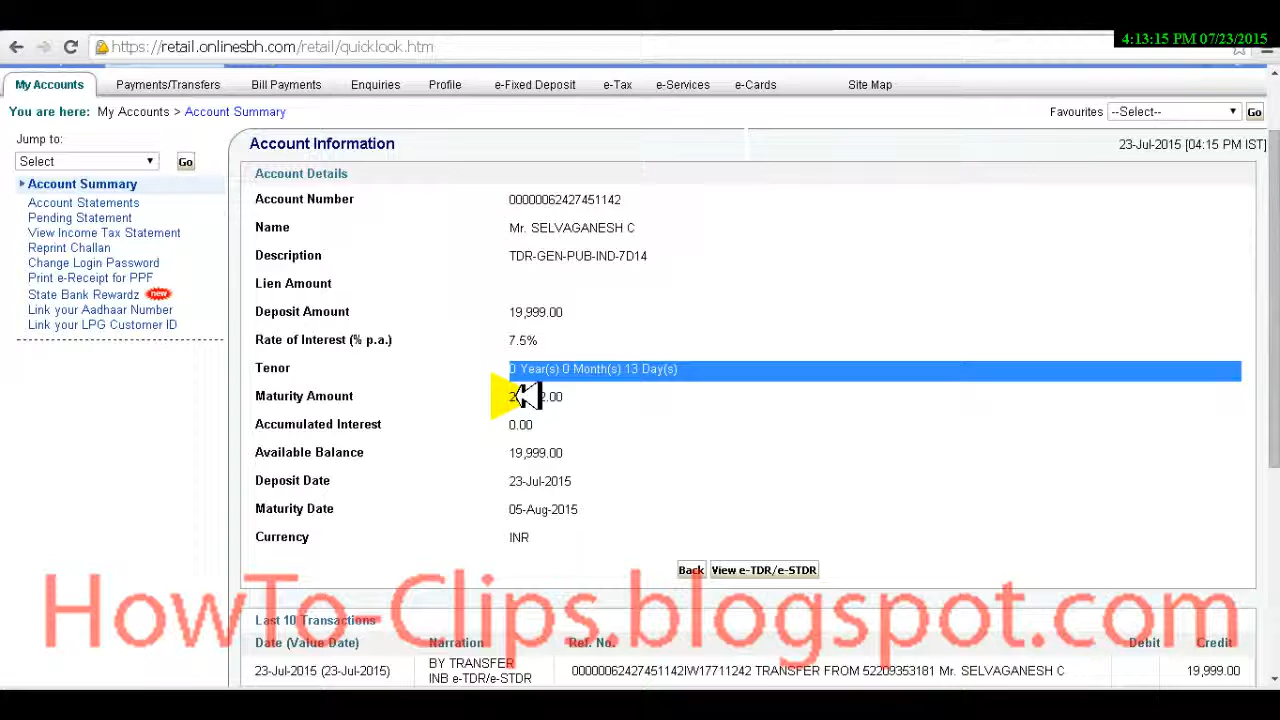 4:13:15 PM 07/23/2015
https://retail.onlinesbh.com/retail/quicklook.htm
My Accounts Payments/Transfers Bill Payments Enquiries Profile e-Fixed Deposit e-Tax e-Services e-Cards Site Map
You are here: My Accounts > Account Summary Favourites --Select-- Go
Jump to:
Select Go
Account Summary
Account Statements
Pending Statement
View Income Tax Statement
Reprint Challan
Change Login Password
Print e-Receipt for PPF
State Bank Rewardz new
Link your Aadhaar Number
Link your LPG Customer ID
Account Information 23-Jul-2015 [04:15 PM IST]
Account Details
Account Number 00000062427451142
Name Mr. SELVAGANESH C
Description TDR-GEN-PUB-IND-7D14
Lien Amount
Deposit Amount 19,999.00
Rate of Interest (% p.a.) 7.5%
Tenor 0 Year(s) 0 Month(s) 13 Day(s)
Maturity Amount
Accumulated Interest 0.00
Available Balance 19,999.00
Deposit Date 23-Jul-2015
Maturity Date 05-Aug-2015
Currency INR
Back View e-TDR/e-STDR
HowTo-Clips.blogspot.com
Last 10 Transactions
Date (Value Date) Narration Ref. No. Debit Credit
23-Jul-2015 (23-Jul-2015) BY TRANSFER INB e-TDR/e-STDR 00000062427451142IW17711242 TRANSFER FROM 52209353181 Mr. SELVAGANESH C 19,999.00